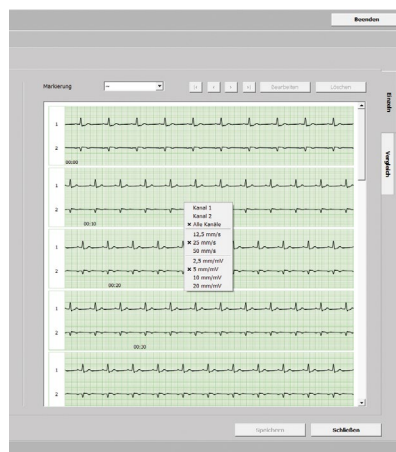 Beenden
Markierung
--
Bearbeiten
Löschen
Einzeln
Vergleich
1
2
00:00
1
2
00:10
Kanal 1
Kanal 2
× Alle Kanäle
12,5 mm/s
× 25 mm/s
50 mm/s
2,5 mm/mV
× 5 mm/mV
10 mm/mV
20 mm/mV
1
2
00:20
1
2
00:30
1
2
Speichern
Schließen